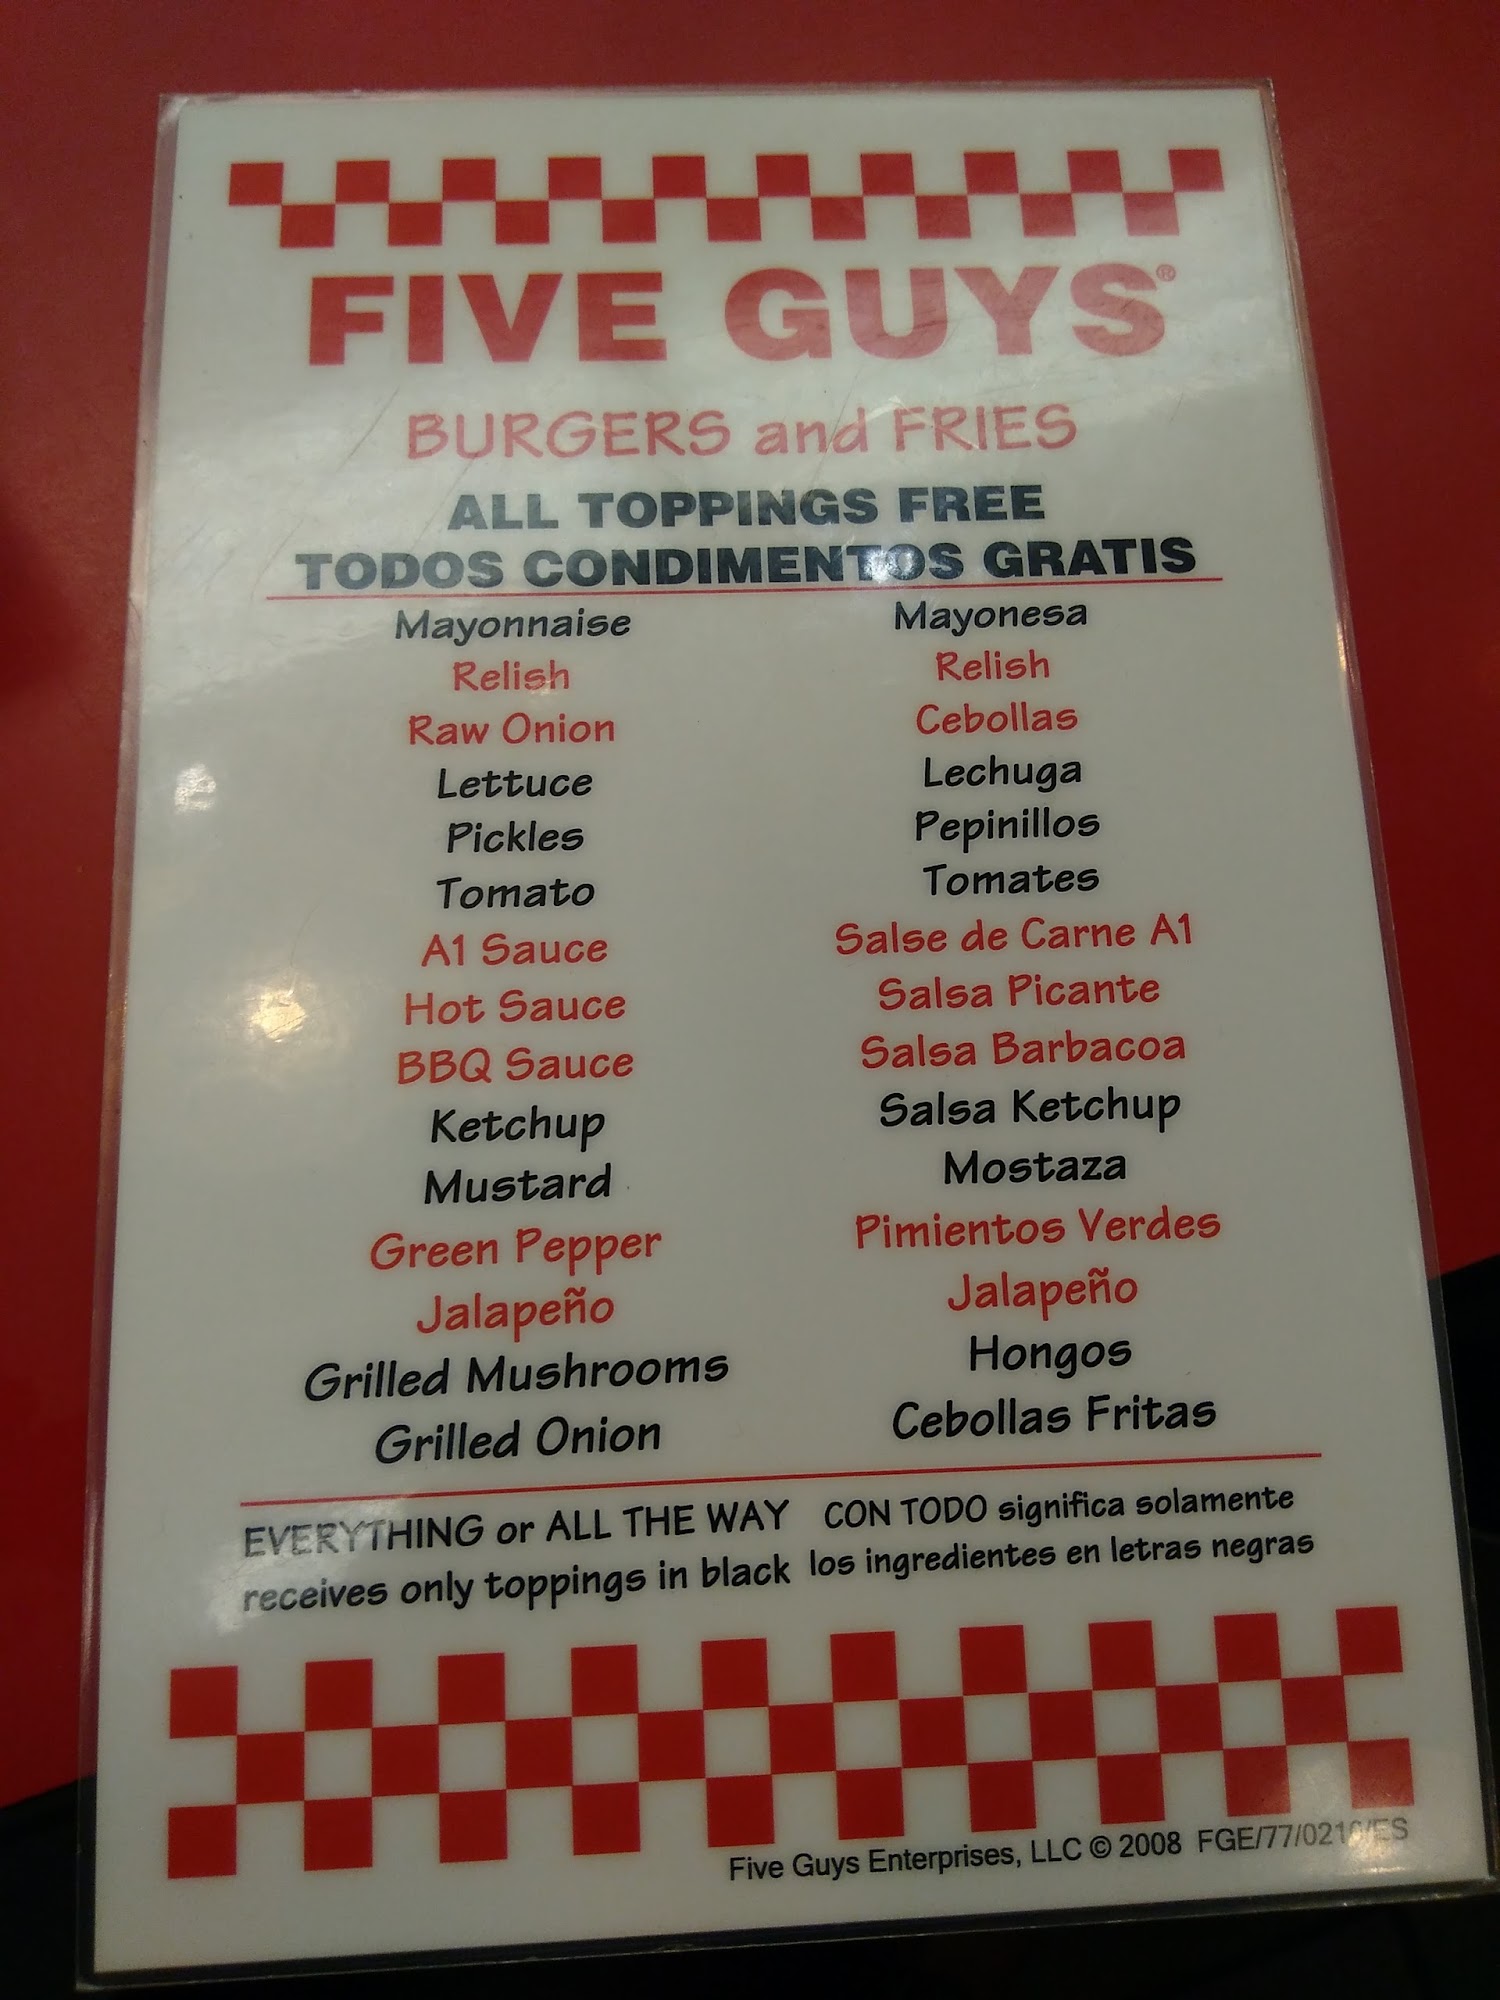 FIVE GUYS®
BURGERS and FRIES
ALL TOPPINGS FREE
TODOS CONDIMENTOS GRATIS
Mayonnaise Mayonesa
Relish Relish
Raw Onion Cebollas
Lettuce Lechuga
Pickles Pepinillos
Tomato Tomates
A1 Sauce Salse de Carne A1
Hot Sauce Salsa Picante
BBQ Sauce Salsa Barbacoa
Ketchup Salsa Ketchup
Mustard Mostaza
Green Pepper Pimientos Verdes
Jalapeño Jalapeño
Grilled Mushrooms Hongos
Grilled Onion Cebollas Fritas
EVERYTHING or ALL THE WAY
receives only toppings in black
CON TODO significa solamente
los ingredientes en letras negras
Five Guys Enterprises, LLC © 2008